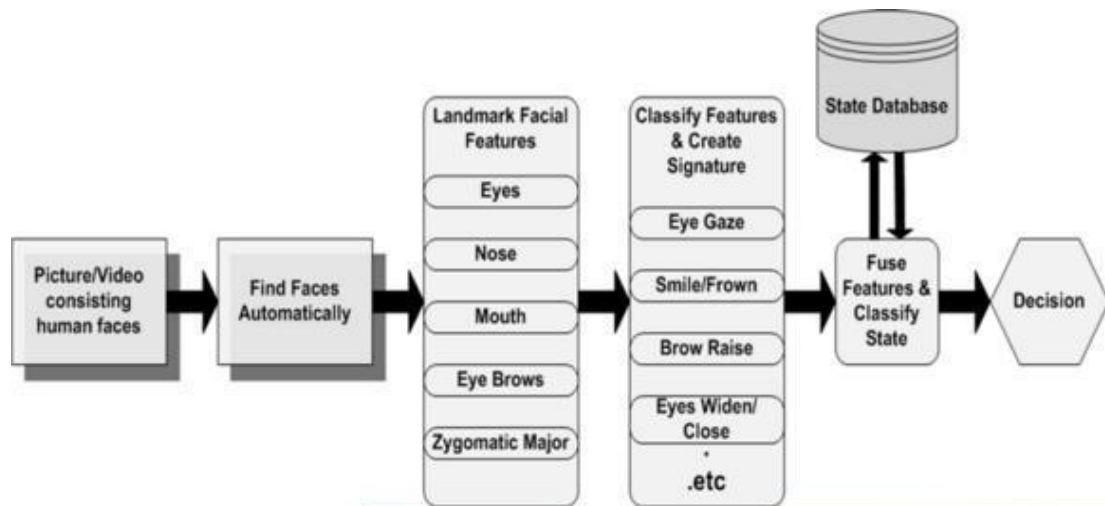 Picture/Video
consisting
human faces
Find Faces
Automatically
Landmark Facial
Features
Eyes
Nose
Mouth
Eye Brows
Zygomatic Major
Classify Features
& Create
Signature
Eye Gaze
Smile/Frown
Brow Raise
Eyes Widen/
Close
.
.etc
State Database
Fuse
Features &
Classify
State
Decision